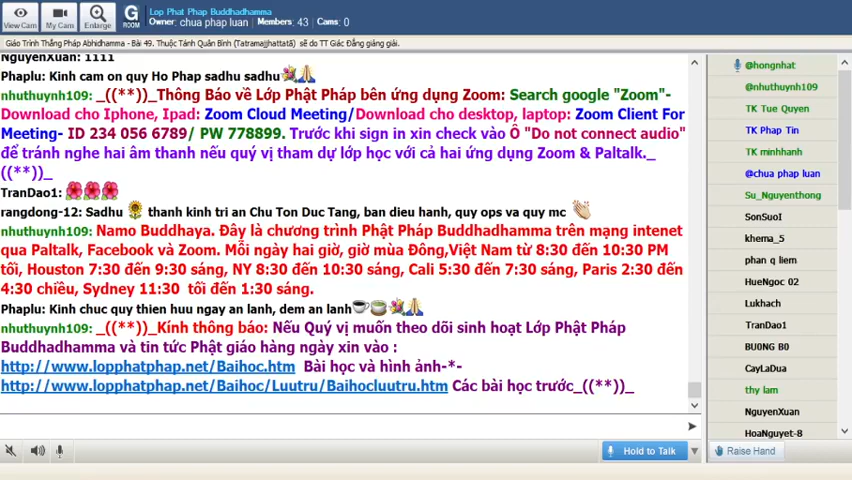 View Cam
My Cam
Enlarge
G
ROOM
Lop Phat Phap Buddhadhamma
Owner: chua phap luan / Members: 43 / Cams: 0
Giáo Trình Thắng Pháp Abhidhamma - Bài 49. Thuộc Tánh Quân Bình (Tatramajjhattatā) sẽ do TT Giác Đẳng giảng giải.
NguyenXuan: 1111
Phaplu: Kinh cam on quy Ho Phap sadhu sadhu
nhuthuynh109: _((**))_Thông Báo về Lớp Phật Pháp bên ứng dụng Zoom: Search google "Zoom"-
Download cho Iphone, Ipad: Zoom Cloud Meeting/Download cho desktop, laptop: Zoom Client For
Meeting- ID 234 056 6789/ PW 778899. Trước khi sign in xin check vào Ô "Do not connect audio"
để tránh nghe hai âm thanh nếu quý vị tham dự lớp học với cả hai ứng dụng Zoom & Paltalk._
((**))_
TranDao1:
rangdong-12: Sadhu thanh kinh tri an Chu Ton Duc Tang, ban dieu hanh, quy ops va quy mc
nhuthuynh109: Namo Buddhaya. Đây là chương trình Phật Pháp Buddhadhamma trên mạng intenet
qua Paltalk, Facebook và Zoom. Mỗi ngày hai giờ, giờ mùa Đông,Việt Nam từ 8:30 đến 10:30 PM
tối, Houston 7:30 đến 9:30 sáng, NY 8:30 đến 10:30 sáng, Cali 5:30 đến 7:30 sáng, Paris 2:30 đến
4:30 chiều, Sydney 11:30 tối đến 1:30 sáng.
Phaplu: Kinh chuc quy thien huu ngay an lanh, dem an lanh
nhuthuynh109: _((**))_Kính thông báo: Nếu Quý vị muốn theo dõi sinh hoạt Lớp Phật Pháp
Buddhadhamma và tin tức Phật giáo hàng ngày xin vào :
http://www.lopphatphap.net/Baihoc.htm Bài học và hình ảnh-*-
http://www.lopphatphap.net/Baihoc/Luutru/Baihocluutru.htm Các bài học trước_((**))_
Hold to Talk
@hongnhat
@nhuthuynh109
TK Tue Quyen
TK Phap Tin
TK minhhanh
@chua phap luan
Su_Nguyenthong
SonSuoI
khema_5
phan q liem
HueNgoc 02
Lukhach
TranDao1
BU0NG B0
CayLaDua
thy lam
NguyenXuan
HoaNguyet-8
Raise Hand